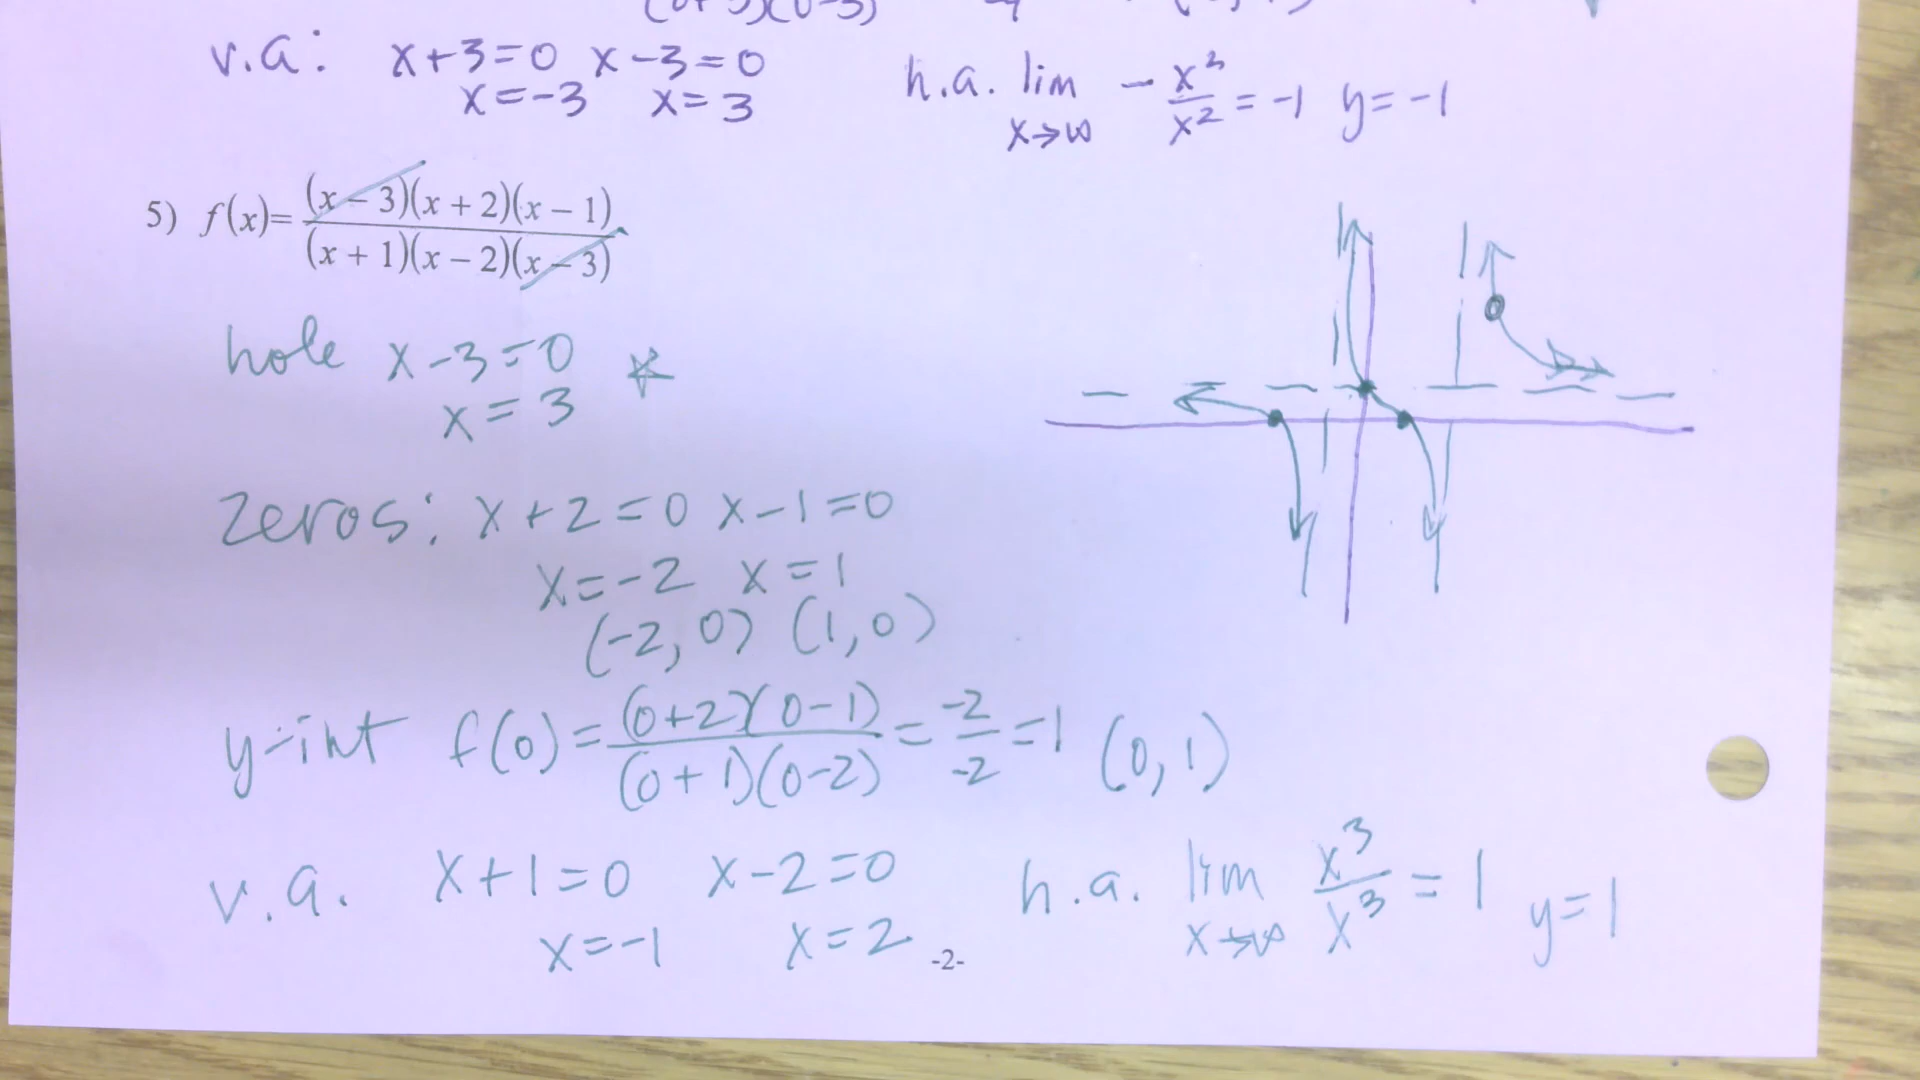 v.a: x+3=0 x-3=0
x=-3 x=3
h.a. lim x→∞ -x²/x² = -1 y=-1
5) f(x)= (x – 3)(x + 2)(x – 1) / (x + 1)(x – 2)(x – 3)
hole x-3=0
x=3
zeros: x+2=0 x-1=0
x=-2 x=1
(-2,0) (1,0)
y-int f(0)= (0+2)(0-1)/(0+1)(0-2) = -2/-2 =1 (0,1)
v.a. x+1=0 x-2=0
x=-1 x=2
h.a. lim x→∞ x³/x³ = 1 y=1
-2-